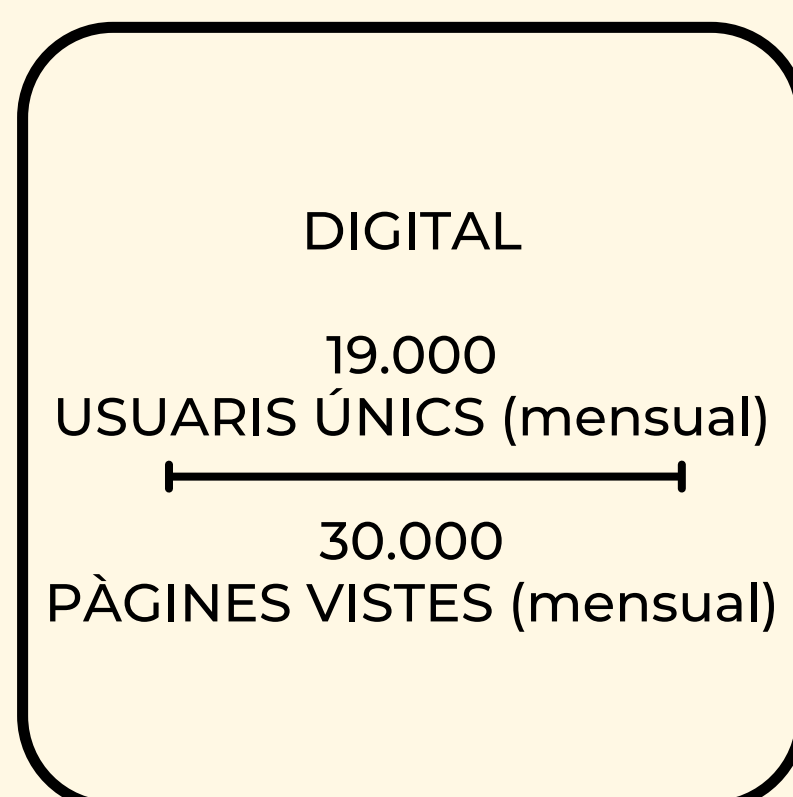 DIGITAL
19.000
USUARIS ÚNICS (mensual)
30.000
PÀGINES VISTES (mensual)